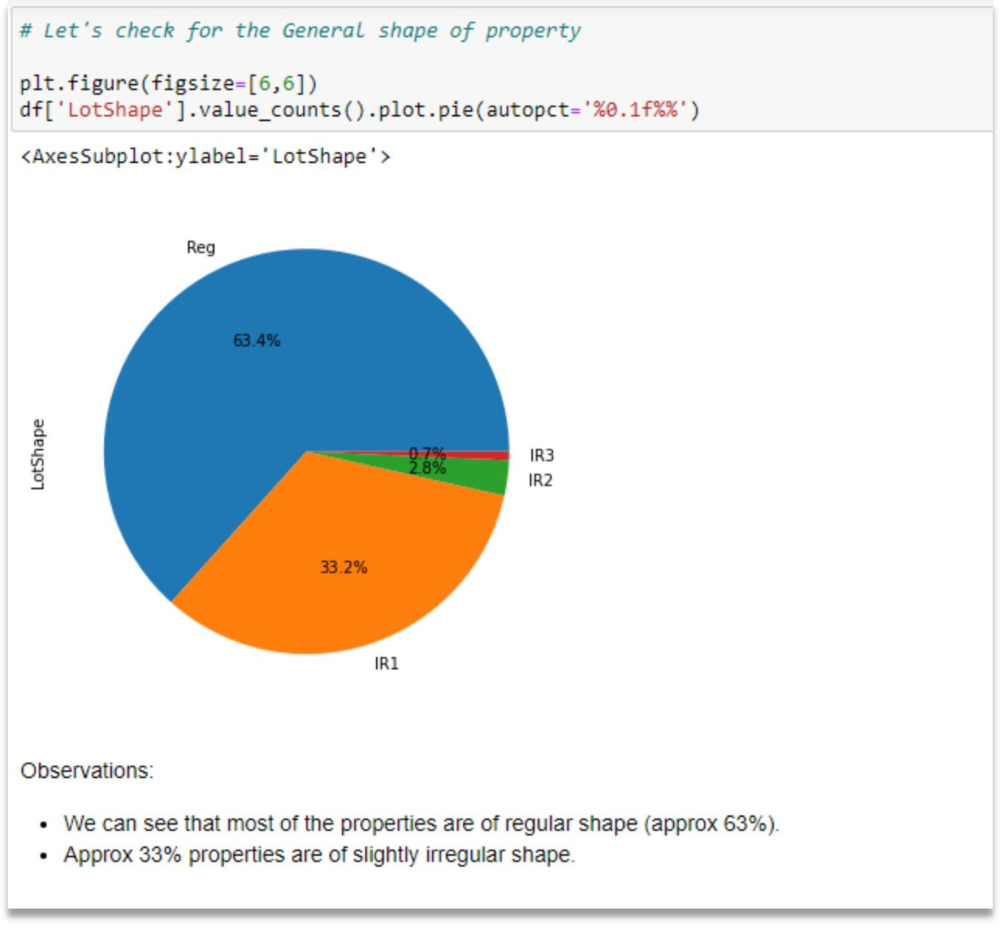 # Let's check for the General shape of property
plt.figure(figsize=[6,6])
df['LotShape'].value_counts().plot.pie(autopct='%0.1f%%')
<AxesSubplot:ylabel='LotShape'>
Reg
63.4%
LotShape
0.7%
IR3
2.8%
IR2
33.2%
IR1
Observations:
• We can see that most of the properties are of regular shape (approx 63%).
• Approx 33% properties are of slightly irregular shape.